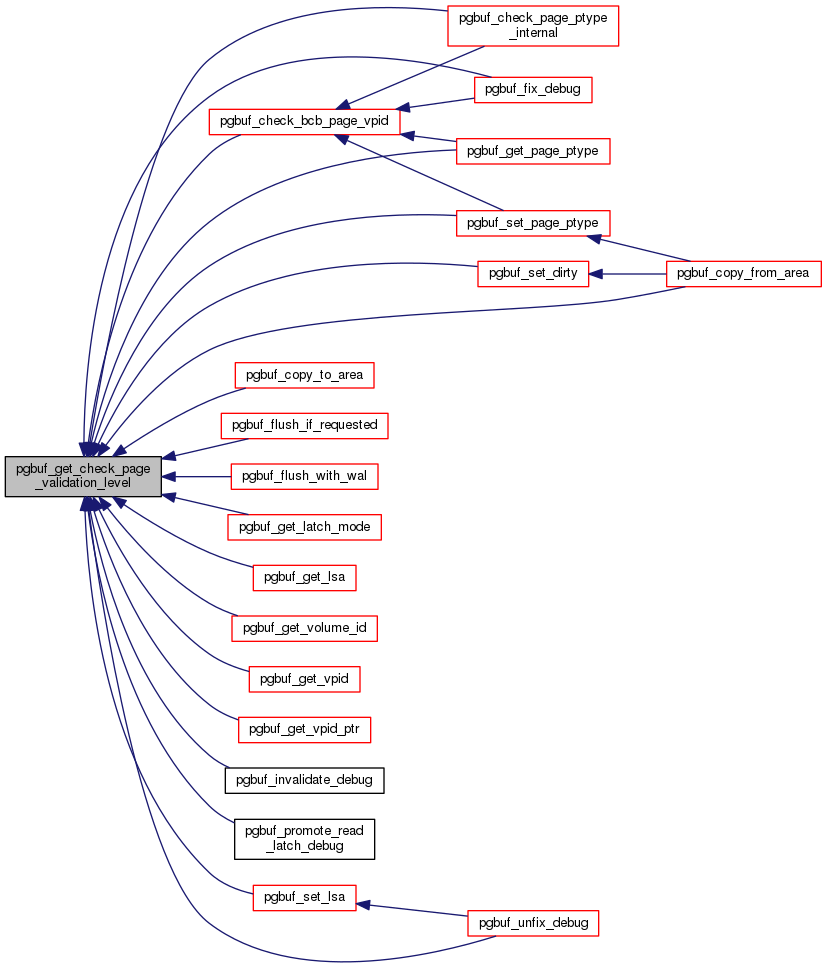 pgbuf_check_page_ptype
_internal
pgbuf_fix_debug
pgbuf_check_bcb_page_vpid
pgbuf_get_page_ptype
pgbuf_set_page_ptype
pgbuf_set_dirty
pgbuf_copy_from_area
pgbuf_copy_to_area
pgbuf_flush_if_requested
pgbuf_get_check_page
_validation_level
pgbuf_flush_with_wal
pgbuf_get_latch_mode
pgbuf_get_lsa
pgbuf_get_volume_id
pgbuf_get_vpid
pgbuf_get_vpid_ptr
pgbuf_invalidate_debug
pgbuf_promote_read
_latch_debug
pgbuf_set_lsa
pgbuf_unfix_debug